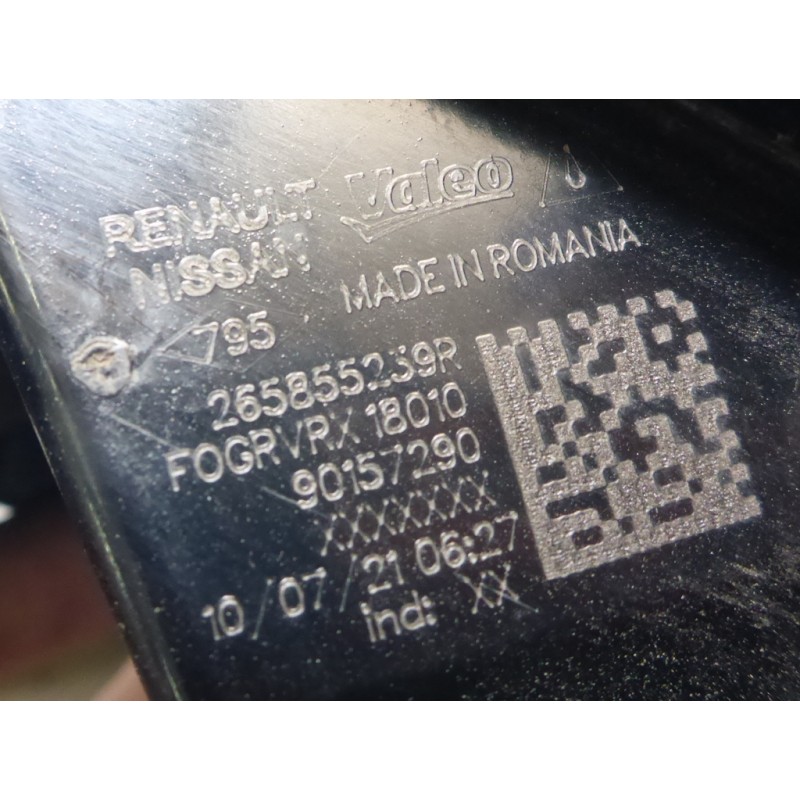 RENAULT Valeo
NISSAN MADE IN ROMANIA
795
265855239R
FOGRVRX 18010
90157290
XXXXXXX
10/07/21 06:27
ind: XX